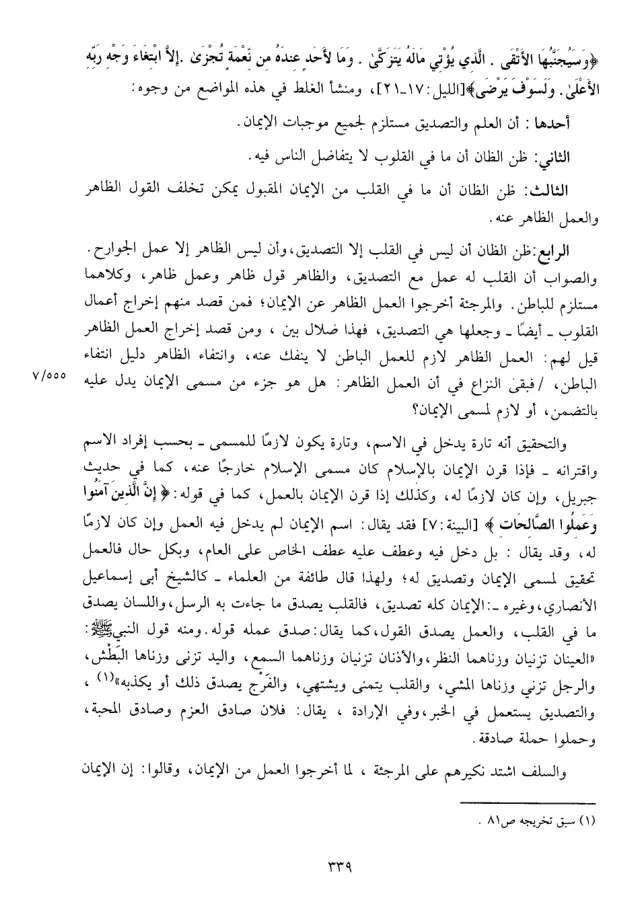 ﴿وَسَيُجَنَّبُهَا الأَتْقَى . الَّذِي يُؤْتِي مَالَهُ يَتَزَكَّىٰ . وَمَا لأَحَدٍ عِندَهُ مِن نِّعْمَةٍ تُجْزَىٰ .إِلاَّ ابْتِغَاءَ وَجْهِ رَبِّهِ
الأَعْلَىٰ. وَلَسَوْفَ يَرْضَى﴾[الليل:١٧ـ٢١]، ومنشأ الغلط في هذه المواضع من وجوه:
أحدها : أن العلم والتصديق مستلزم لجميع موجبات الإيمان.
الثاني: ظن الظان أن ما في القلوب لا يتفاضل الناس فيه.
الثالث: ظن الظان أن ما في القلب من الإيمان المقبول يمكن تخلف القول الظاهر
والعمل الظاهر عنه.
الرابع:ظن الظان أن ليس في القلب إلا التصديق،وأن ليس الظاهر إلا عمل الجوارح.
والصواب أن القلب له عمل مع التصديق، والظاهر قول ظاهر وعمل ظاهر، وكلاهما
مستلزم للباطن. والمرجئة أخرجوا العمل الظاهر عن الإيمان؛ فمن قصد منهم إخراج أعمال
القلوب ـ أيضًا ـ وجعلها هي التصديق، فهذا ضلال بين ، ومن قصد إخراج العمل الظاهر
قيل لهم: العمل الظاهر لازم للعمل الباطن لا ينفك عنه، وانتفاء الظاهر دليل انتفاء
الباطن، /فبقى النزاع في أن العمل الظاهر: هل هو جزء من مسمى الإيمان يدل عليه
٧/٥٥٥
بالتضمن، أو لازم لمسمى الإيمان؟
والتحقيق أنه تارة يدخل في الاسم، وتارة يكون لازمًا للمسمى ـ بحسب إفراد الاسم
واقترانه ـ فإذا قرن الإيمان بالإسلام كان مسمى الإسلام خارجًا عنه، كما في حديث
جبريل، وإن كان لازمًا له، وكذلك إذا قرن الإيمان بالعمل، كما في قوله:﴿ إِنَّ الَّذِينَ آمَنُوا
وَعَمِلُوا الصَّالِحَاتِ ﴾ [البينة:٧] فقد يقال: اسم الإيمان لم يدخل فيه العمل وإن كان لازمًا
له، وقد يقال : بل دخل فيه وعطف عليه عطف الخاص على العام، وبكل حال فالعمل
تحقيق لمسمى الإيمان وتصديق له؛ ولهذا قال طائفة من العلماء ـ كالشيخ أبى إسماعيل
الأنصاري،وغيره ـ:الإيمان كله تصديق، فالقلب يصدق ما جاءت به الرسل،واللسان يصدق
ما في القلب، والعمل يصدق القول،كما يقال:صدق عمله قوله.ومنه قول النبيﷺ:
«العينان تزنيان وزناهما النظر،والأذنان تزنيان وزناهما السمع، واليد تزنى وزناها البَطْش،
والرجل تزني وزناها المشي، والقلب يتمنى ويشتهي، والفَرْج يصدق ذلك أو يكذبه»(١) ،
والتصديق يستعمل في الخبر،وفي الإرادة ، يقال: فلان صادق العزم وصادق المحبة،
وحملوا حملة صادقة.
والسلف اشتد نكيرهم على المرجئة ، لما أخرجوا العمل من الإيمان، وقالوا: إن الإيمان
(١) سبق تخريجه ص٨١ .
٣٣٩